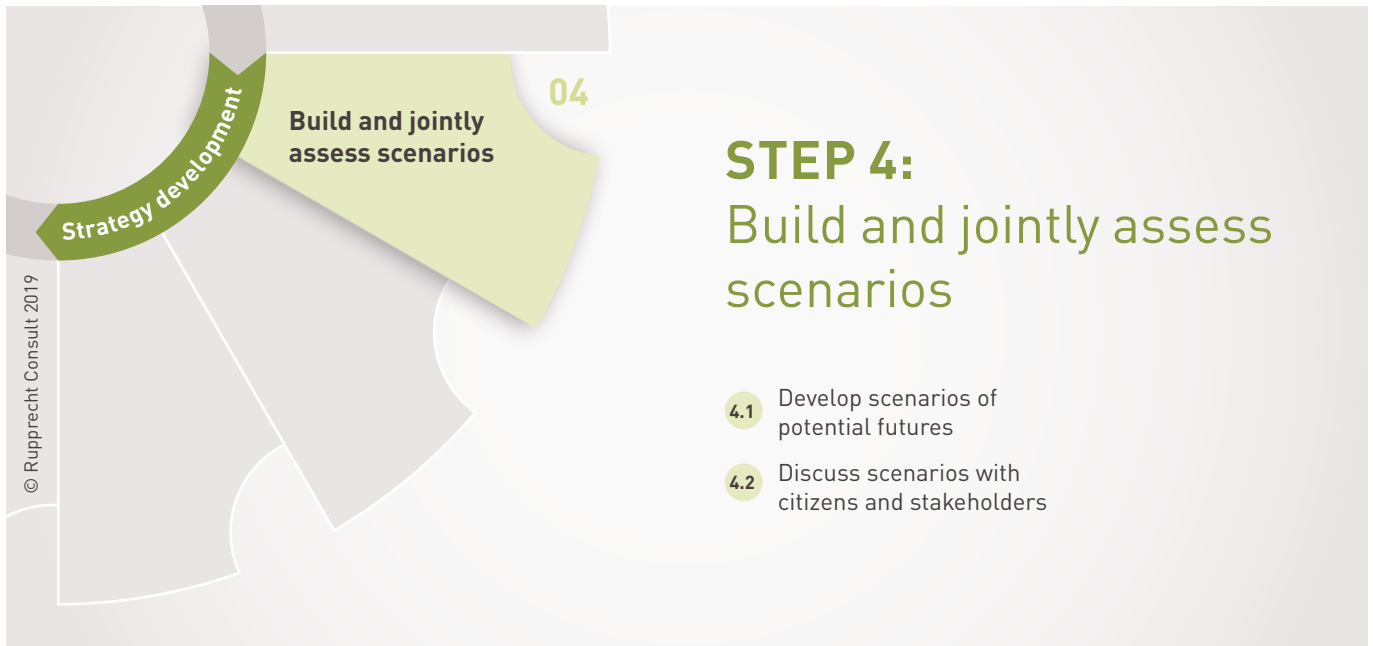 04
Build and jointly
assess scenarios
Strategy development
© Rupprecht Consult 2019
STEP 4:
Build and jointly assess
scenarios
4.1 Develop scenarios of
potential futures
4.2 Discuss scenarios with
citizens and stakeholders